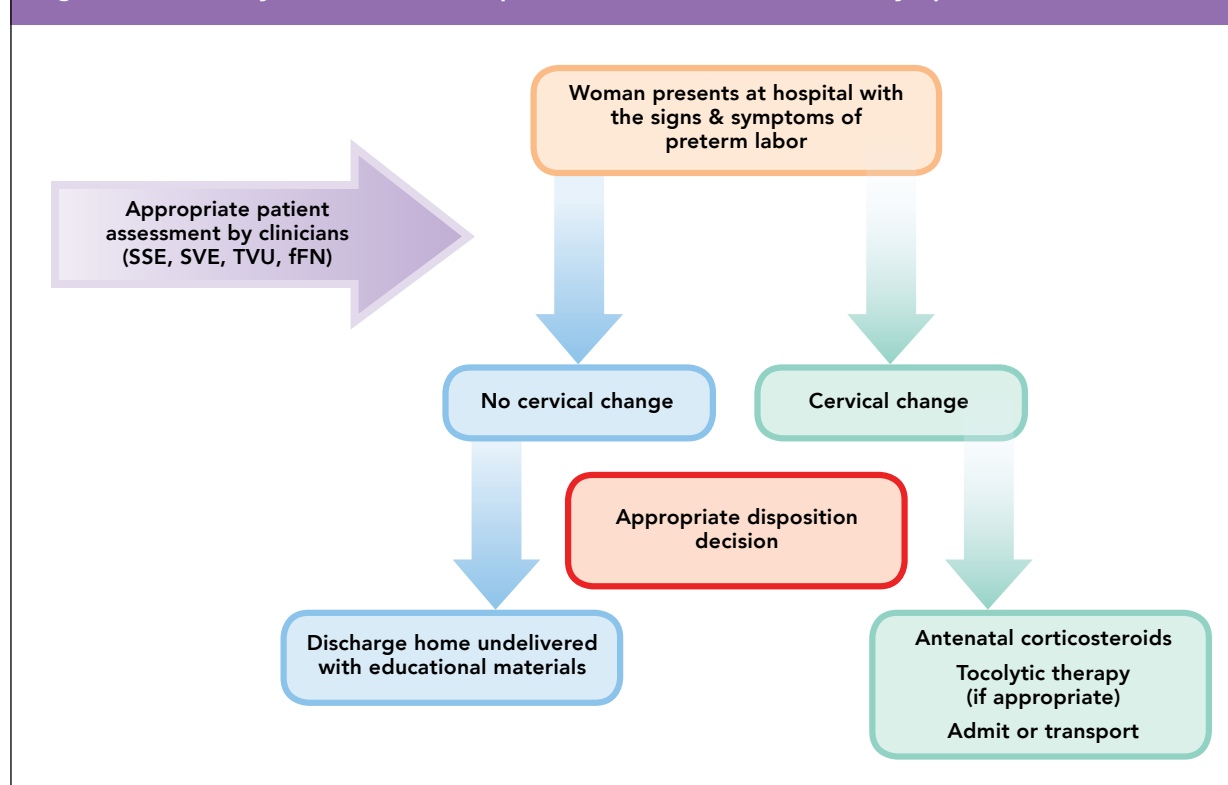 Woman presents at hospital with
the signs & symptoms of
preterm labor
Appropriate patient
assessment by clinicians
(SSE, SVE, TVU, fFN)
No cervical change
Cervical change
Appropriate disposition
decision
Discharge home undelivered
with educational materials
Antenatal corticosteroids
Tocolytic therapy
(if appropriate)
Admit or transport